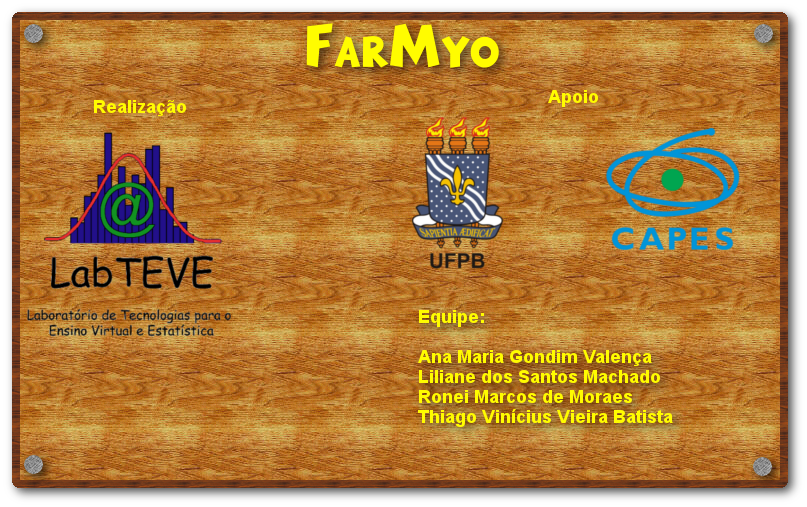 FarMyo
Realização
Apoio
@
LabTEVE
Laboratório de Tecnologias para o
Ensino Virtual e Estatística
SAPIENTIA ÆDIFICAT
UFPB
CAPES
Equipe:
Ana Maria Gondim Valença
Liliane dos Santos Machado
Ronei Marcos de Moraes
Thiago Vinícius Vieira Batista